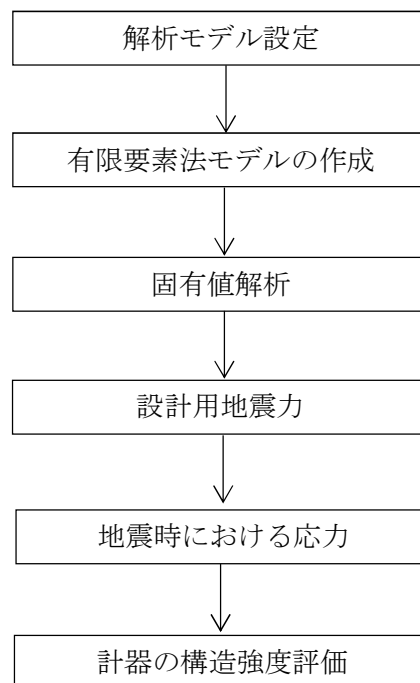 解析モデル設定
有限要素法モデルの作成
固有値解析
設計用地震力
地震時における応力
計器の構造強度評価